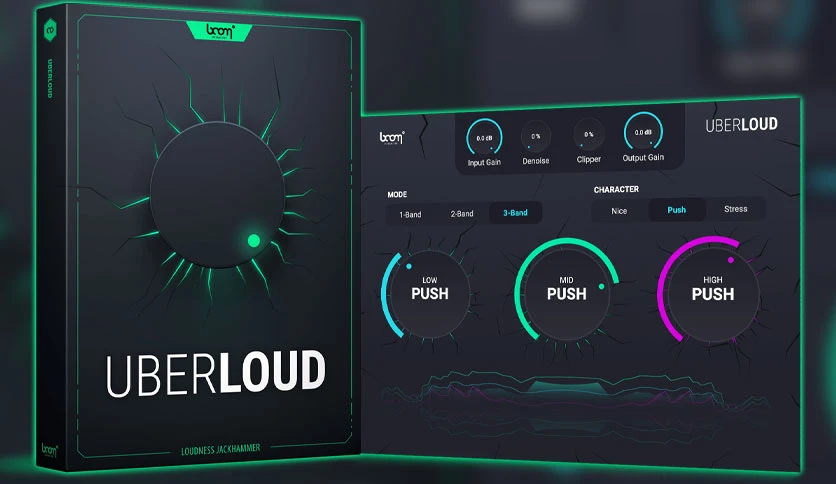 boom
UBERLOUD
boom
UBERLOUD
LOUDNESS JACKHAMMER
boom
UBERLOUD
0.0 dB
0 %
0 %
0.0 dB
Input Gain
Denoise
Clipper
Output Gain
MODE
CHARACTER
1-Band
2-Band
3-Band
Nice
Push
Stress
LOW
PUSH
MID
PUSH
HIGH
PUSH